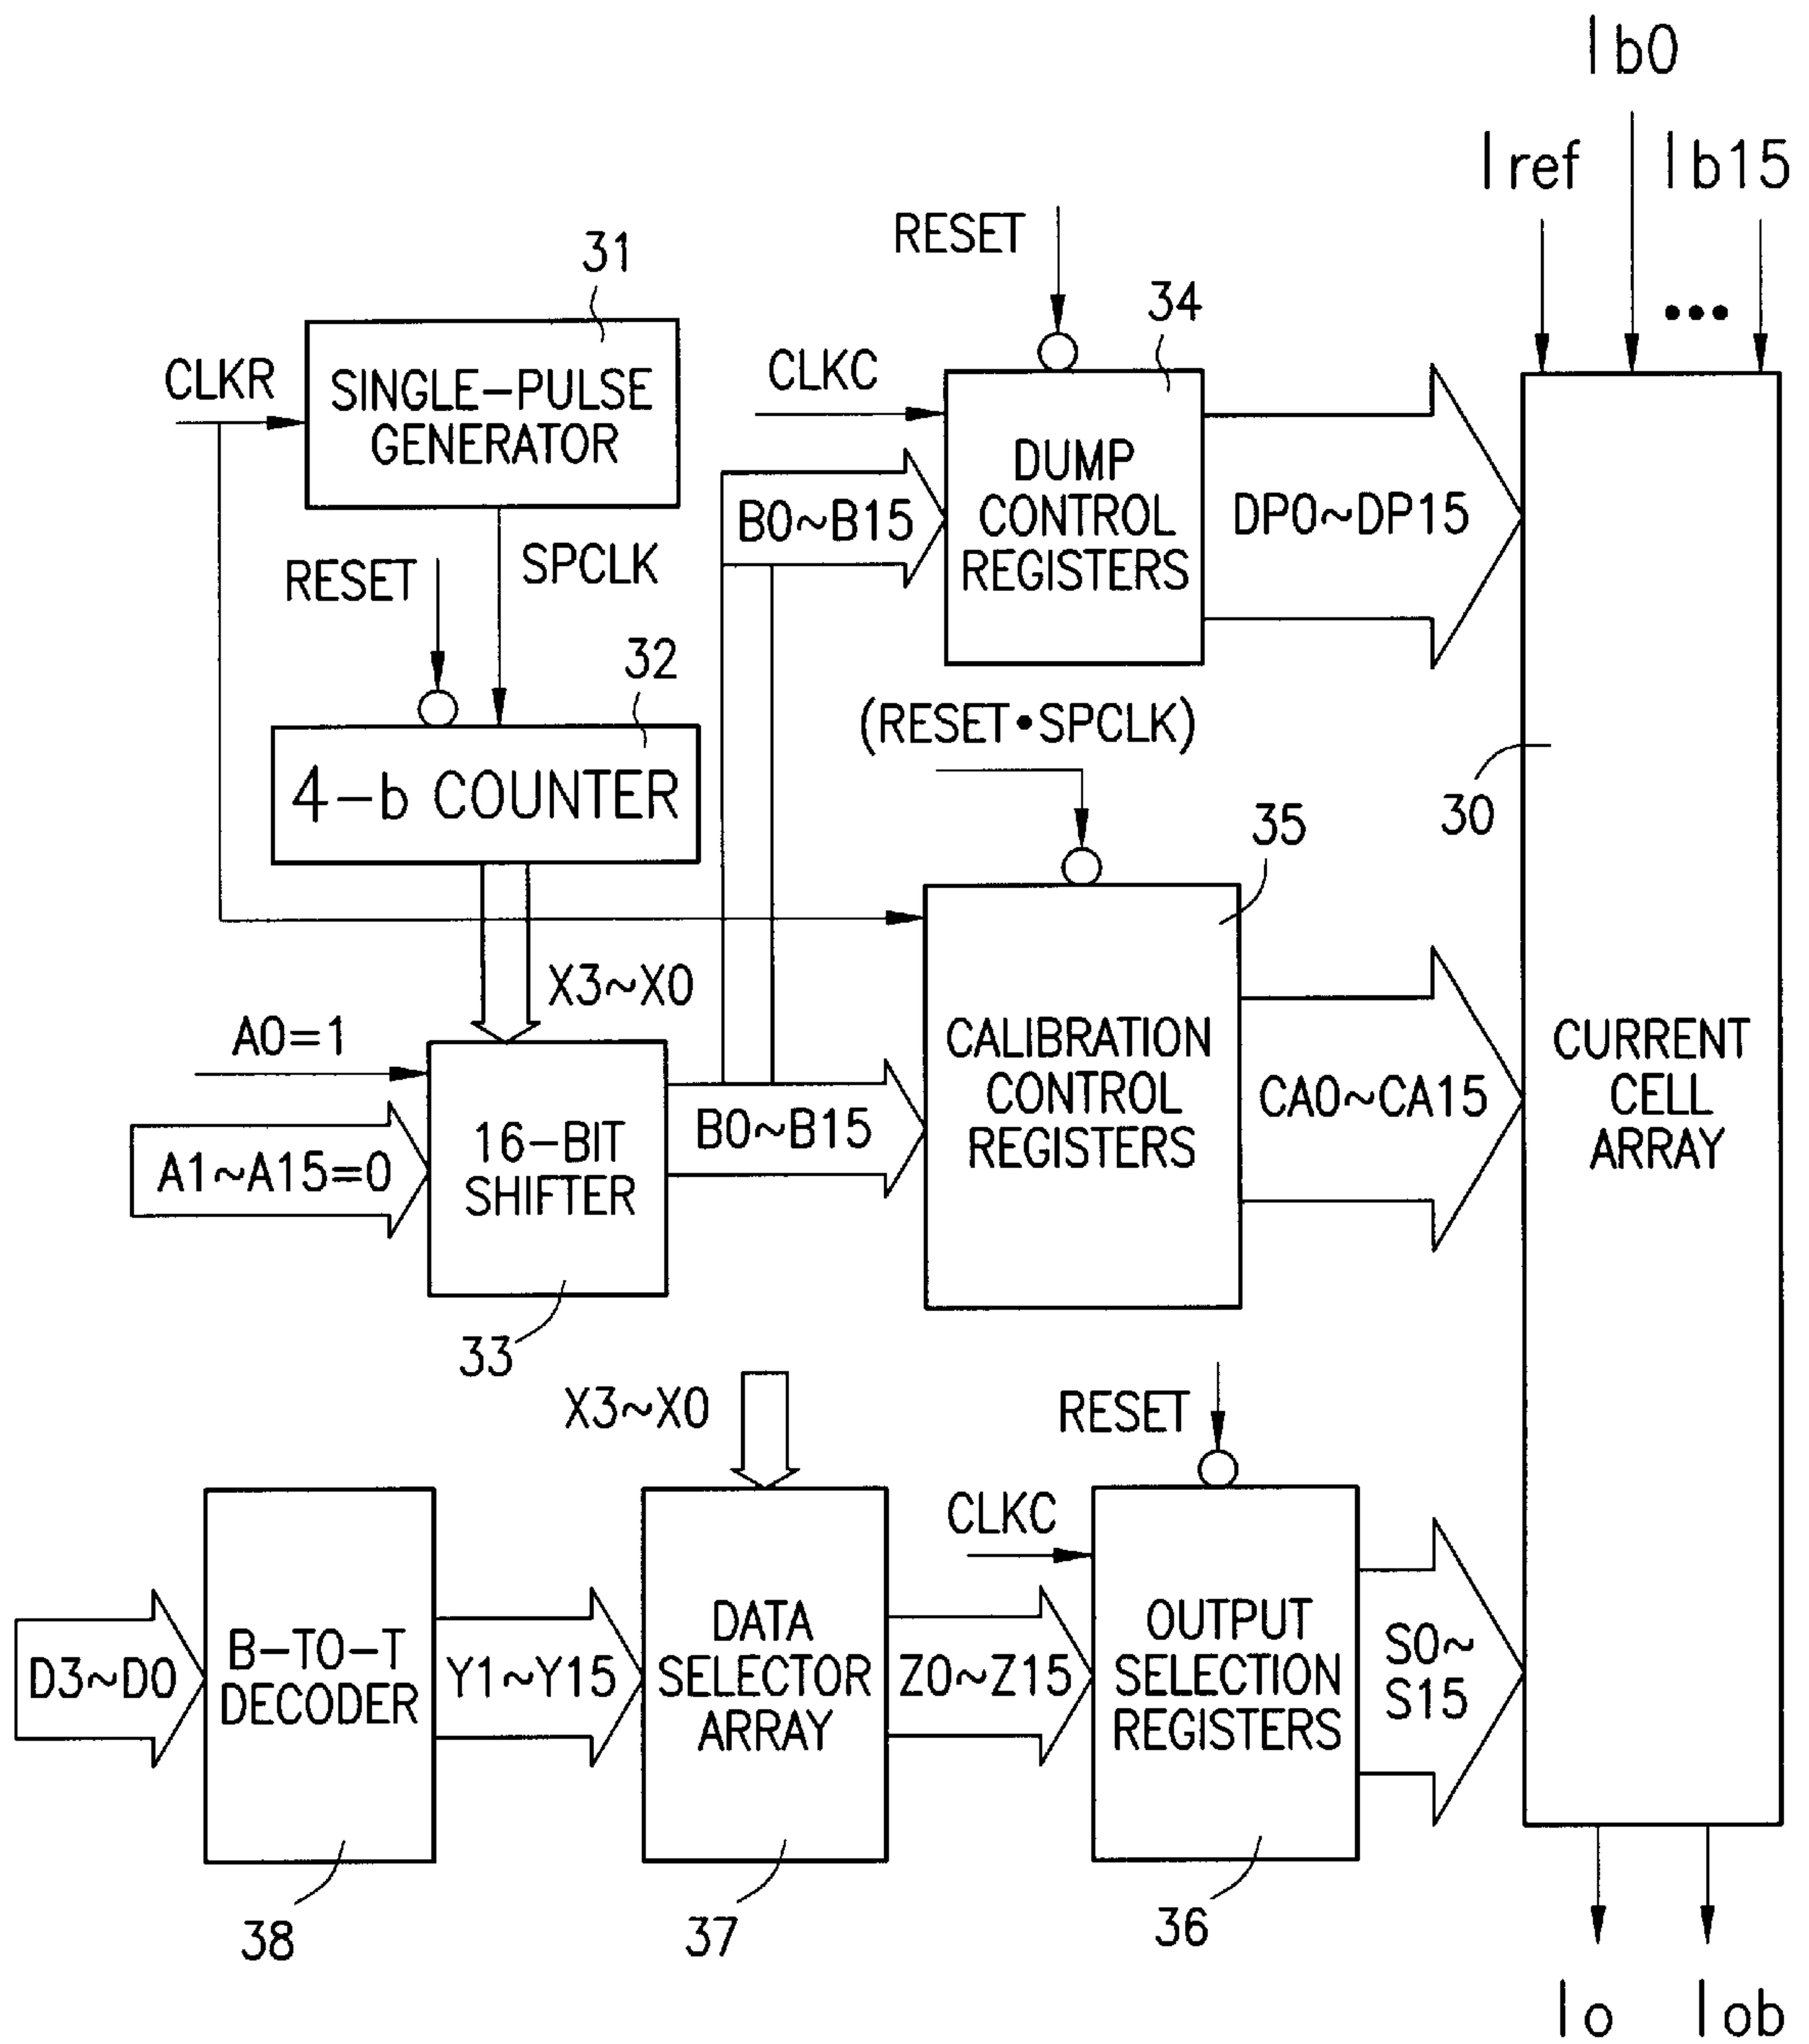 Ib0
Iref
Ib15
RESET
31
34
CLKR
SINGLE-PULSE
GENERATOR
CLKC
•••
DUMP
CONTROL
REGISTERS
B0~B15
DP0~DP15
RESET
SPCLK
32
4-b COUNTER
(RESET•SPCLK)
30
35
X3~X0
A0=1
A1~A15=0
16-BIT
SHIFTER
B0~B15
CALIBRATION
CONTROL
REGISTERS
CA0~CA15
CURRENT
CELL
ARRAY
33
X3~X0
RESET
CLKC
D3~D0
B-TO-T
DECODER
Y1~Y15
DATA
SELECTOR
ARRAY
Z0~Z15
OUTPUT
SELECTION
REGISTERS
S0~
S15
38
37
36
Io
Iob